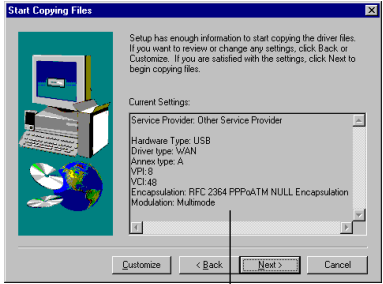 Start Copying Files
Setup has enough information to start copying the driver files.
If you want to review or change any settings, click Back or
Customize. If you are satisfied with the settings, click Next to
begin copying files.
Current Settings:
Service Provider: Other Service Provider
Hardware Type: USB
Driver type: WAN
Annex type: A
VPI: 8
VCI: 48
Encapsulation: RFC 2364 PPPoATM NULL Encapsulation
Modulation: Multimode
Customize
< Back
Next >
Cancel